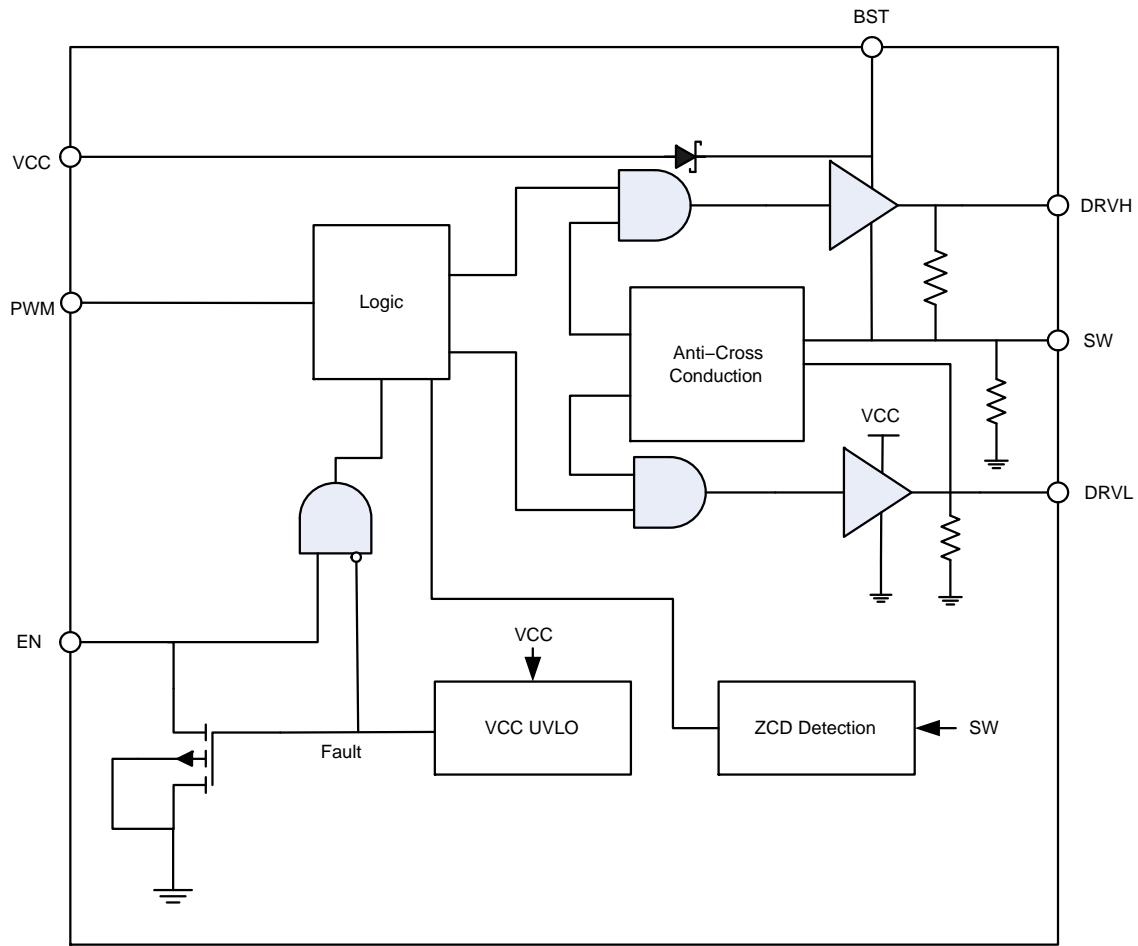 BST
VCC
DRVH
PWM
Logic
SW
Anti–Cross
Conduction
VCC
DRVL
EN
VCC
VCC UVLO
ZCD Detection
SW
Fault